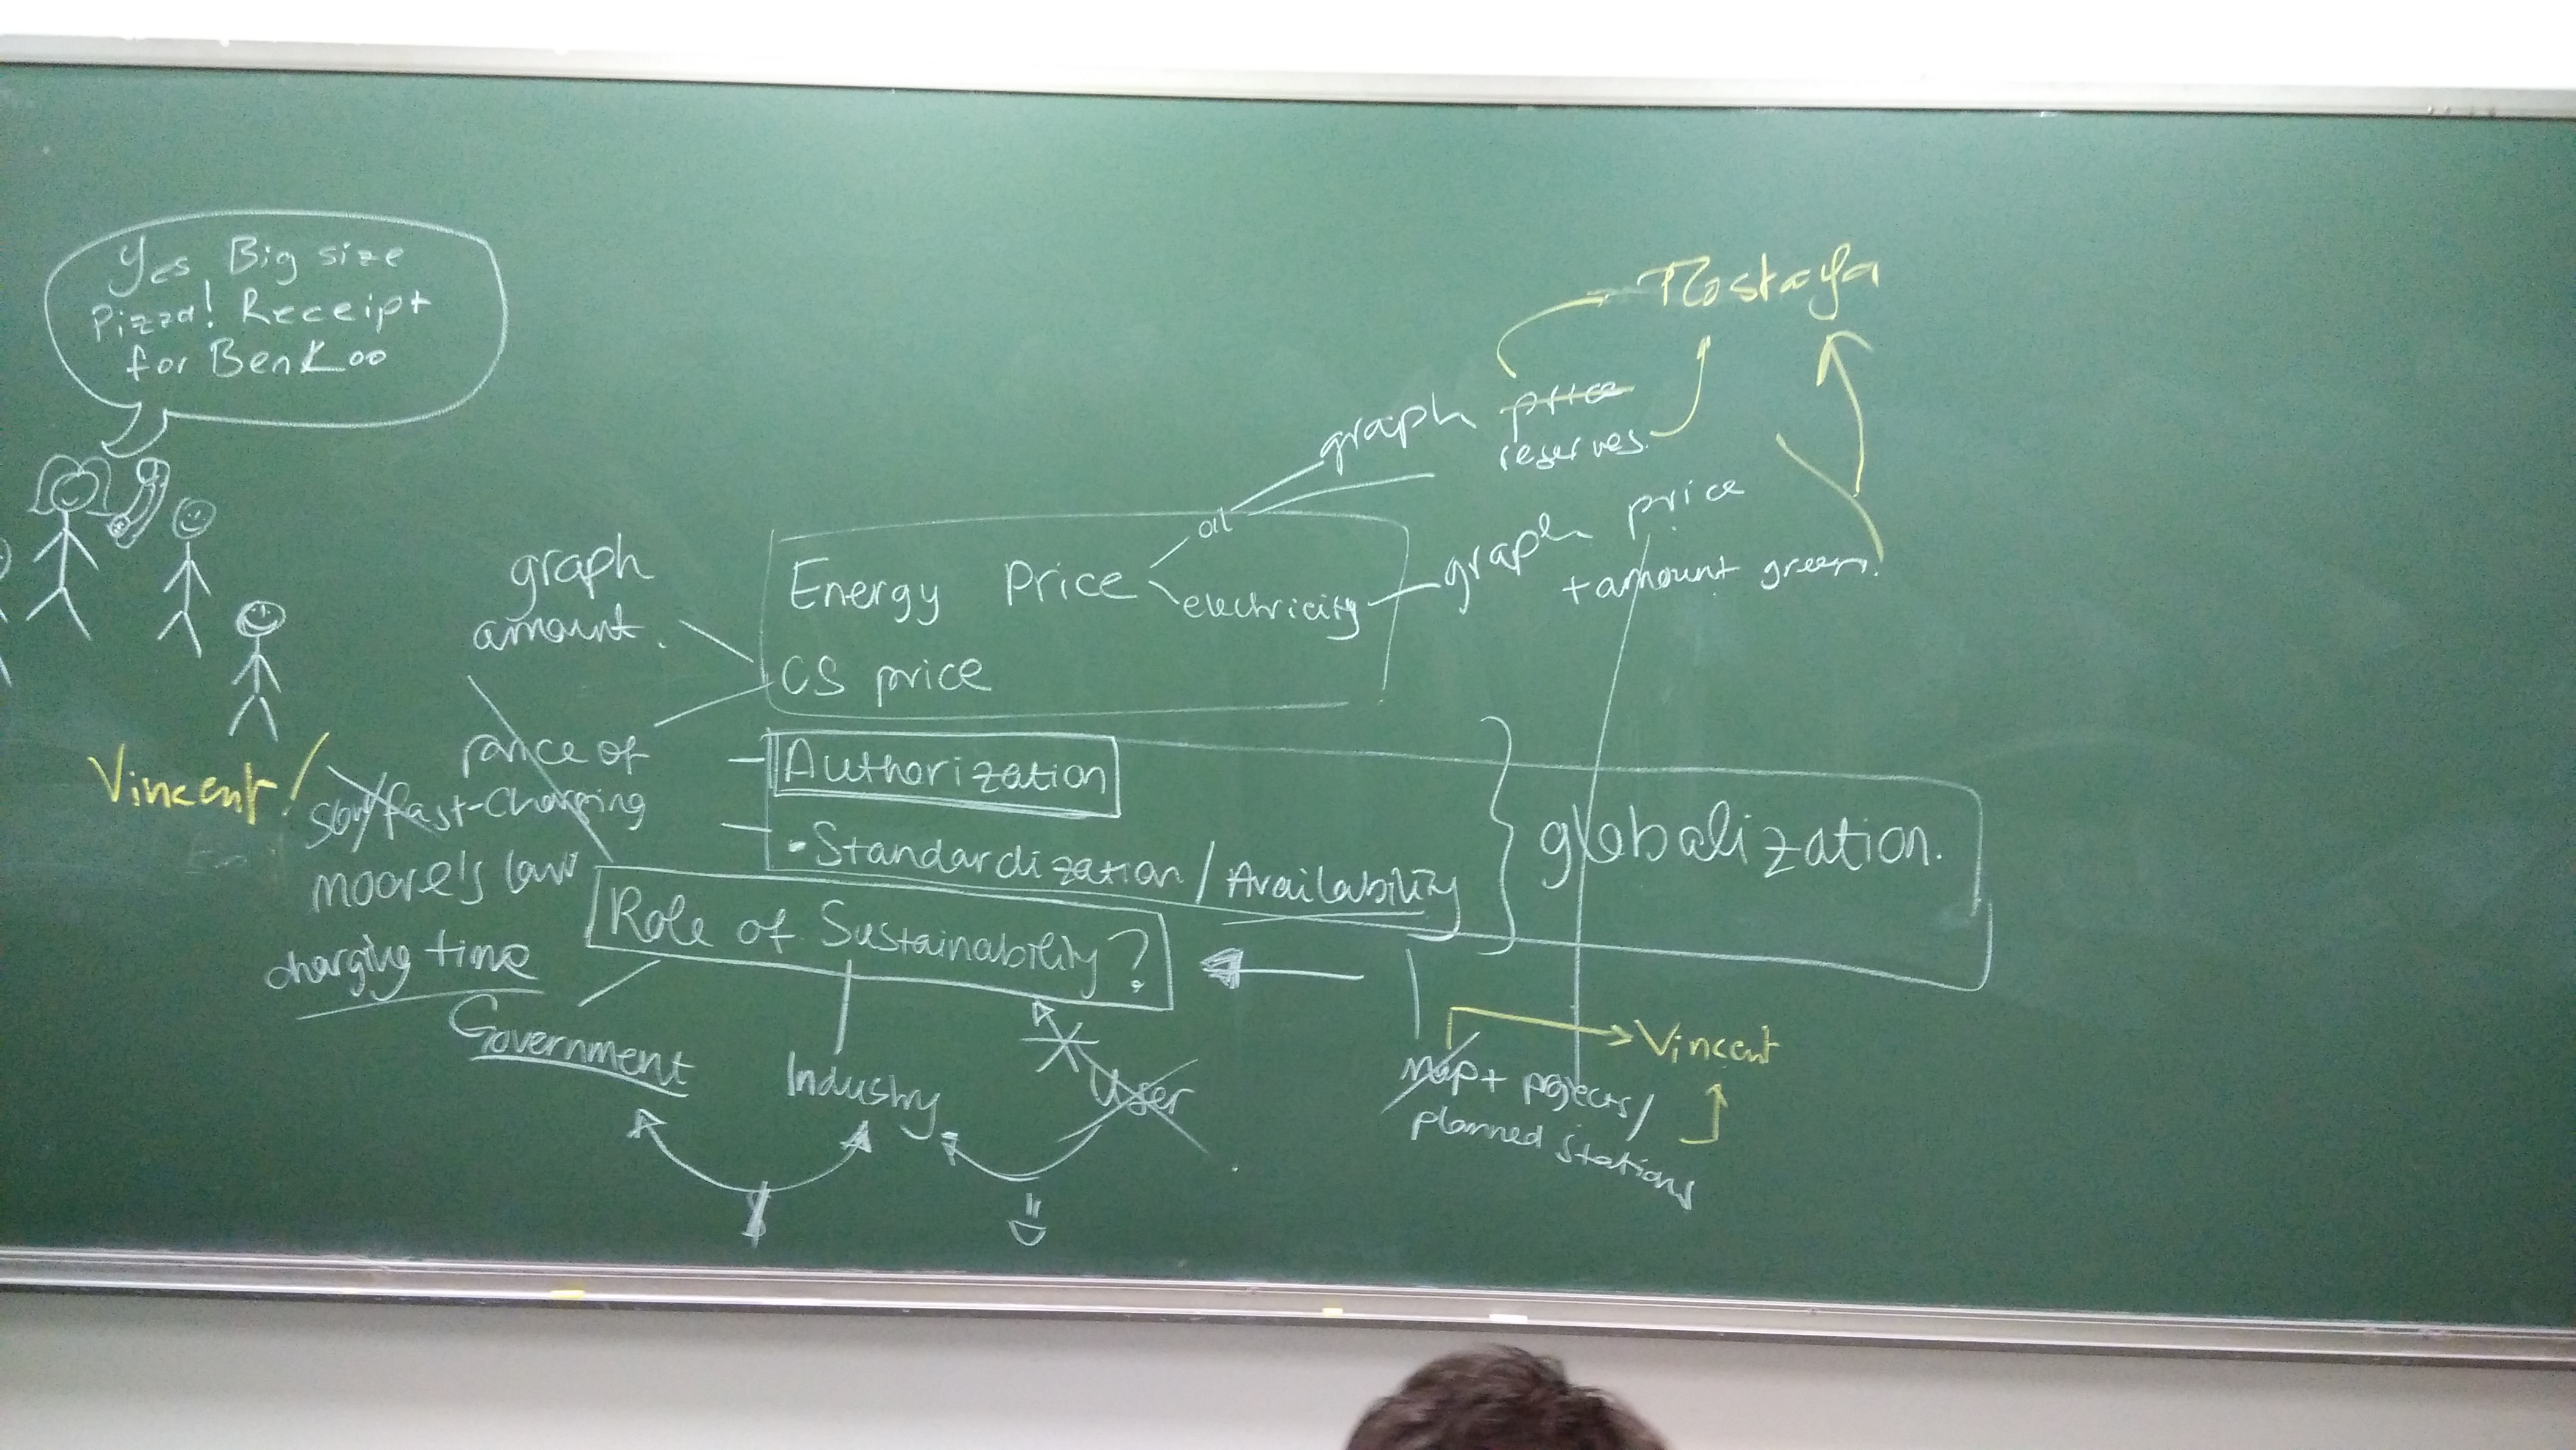 Yes Big size
Pizza! Receipt
for Ben Koo
graph price
reserves.
oil
graph price
+ amount green.
Energy Price
electricity
graph
amount.
CS price
range of
slow/fast-Charging
moore's law
charging time
Vincent!
Authorization
• Standardization / Availability
globalization.
Role of Sustainability?
Government
Industry
User
Vincent
map + projects/
planned stations